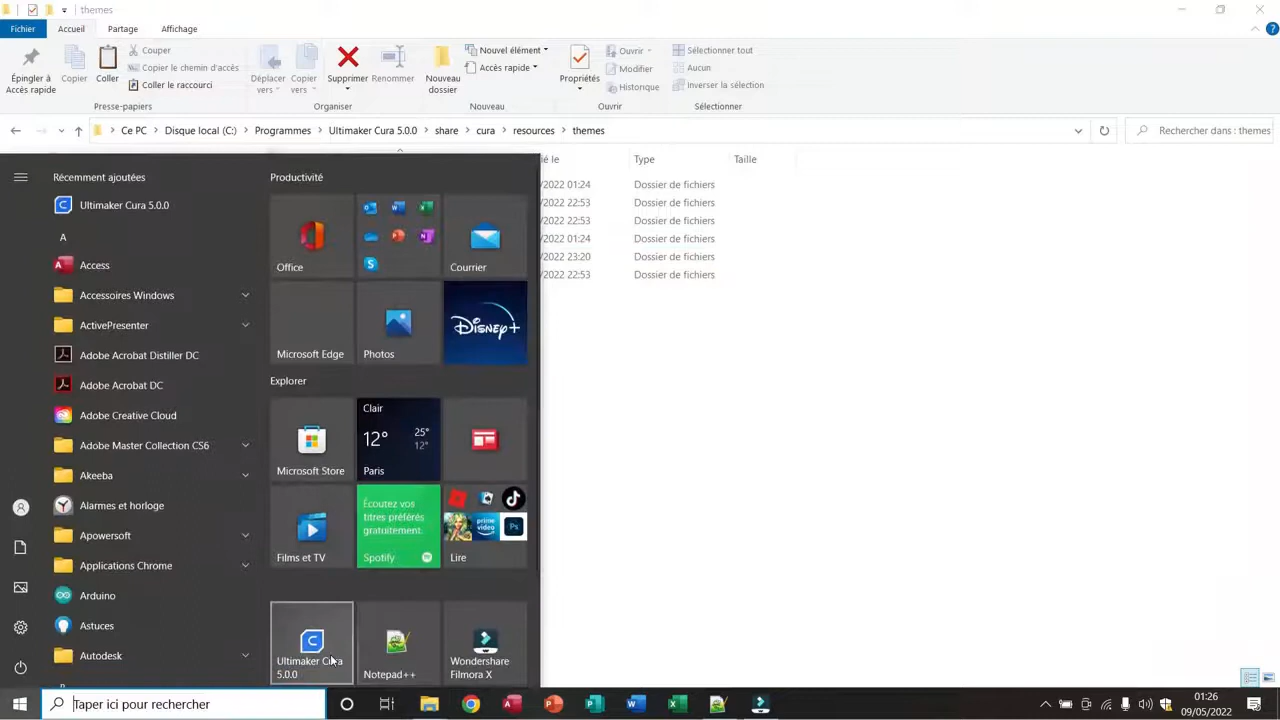 themes
Fichier Accueil Partage Affichage
Épingler à Accès rapide
Copier
Coller
Couper
Copier le chemin d'accès
Coller le raccourci
Presse-papiers
Déplacer vers
Copier vers
Supprimer
Renommer
Organiser
Nouveau dossier
Nouvel élément
Accès rapide
Nouveau
Propriétés
Ouvrir
Modifier
Historique
Ouvrir
Sélectionner tout
Aucun
Inverser la sélection
Sélectionner
Ce PC Disque local (C:) Programmes Ultimaker Cura 5.0.0 share cura resources themes
Rechercher dans : themes
ié le Type Taille
/2022 01:24 Dossier de fichiers
/2022 22:53 Dossier de fichiers
/2022 22:53 Dossier de fichiers
/2022 01:24 Dossier de fichiers
/2022 23:20 Dossier de fichiers
/2022 22:53 Dossier de fichiers
Récemment ajoutées
Ultimaker Cura 5.0.0
A
Access
Accessoires Windows
ActivePresenter
Adobe Acrobat Distiller DC
Adobe Acrobat DC
Adobe Creative Cloud
Adobe Master Collection CS6
Akeeba
Alarmes et horloge
Apowersoft
Applications Chrome
Arduino
Astuces
Autodesk
Productivité
Office
Courrier
Microsoft Edge
Photos
Disney+
Explorer
Microsoft Store
Clair
12° 25°
12°
Paris
Films et TV
Écoutez vos
titres préférés
gratuitement.
Spotify
prime video
Ps
Lire
Ultimaker Cura
5.0.0
Notepad++
Wondershare
Filmora X
Taper ici pour rechercher
01:26
09/05/2022